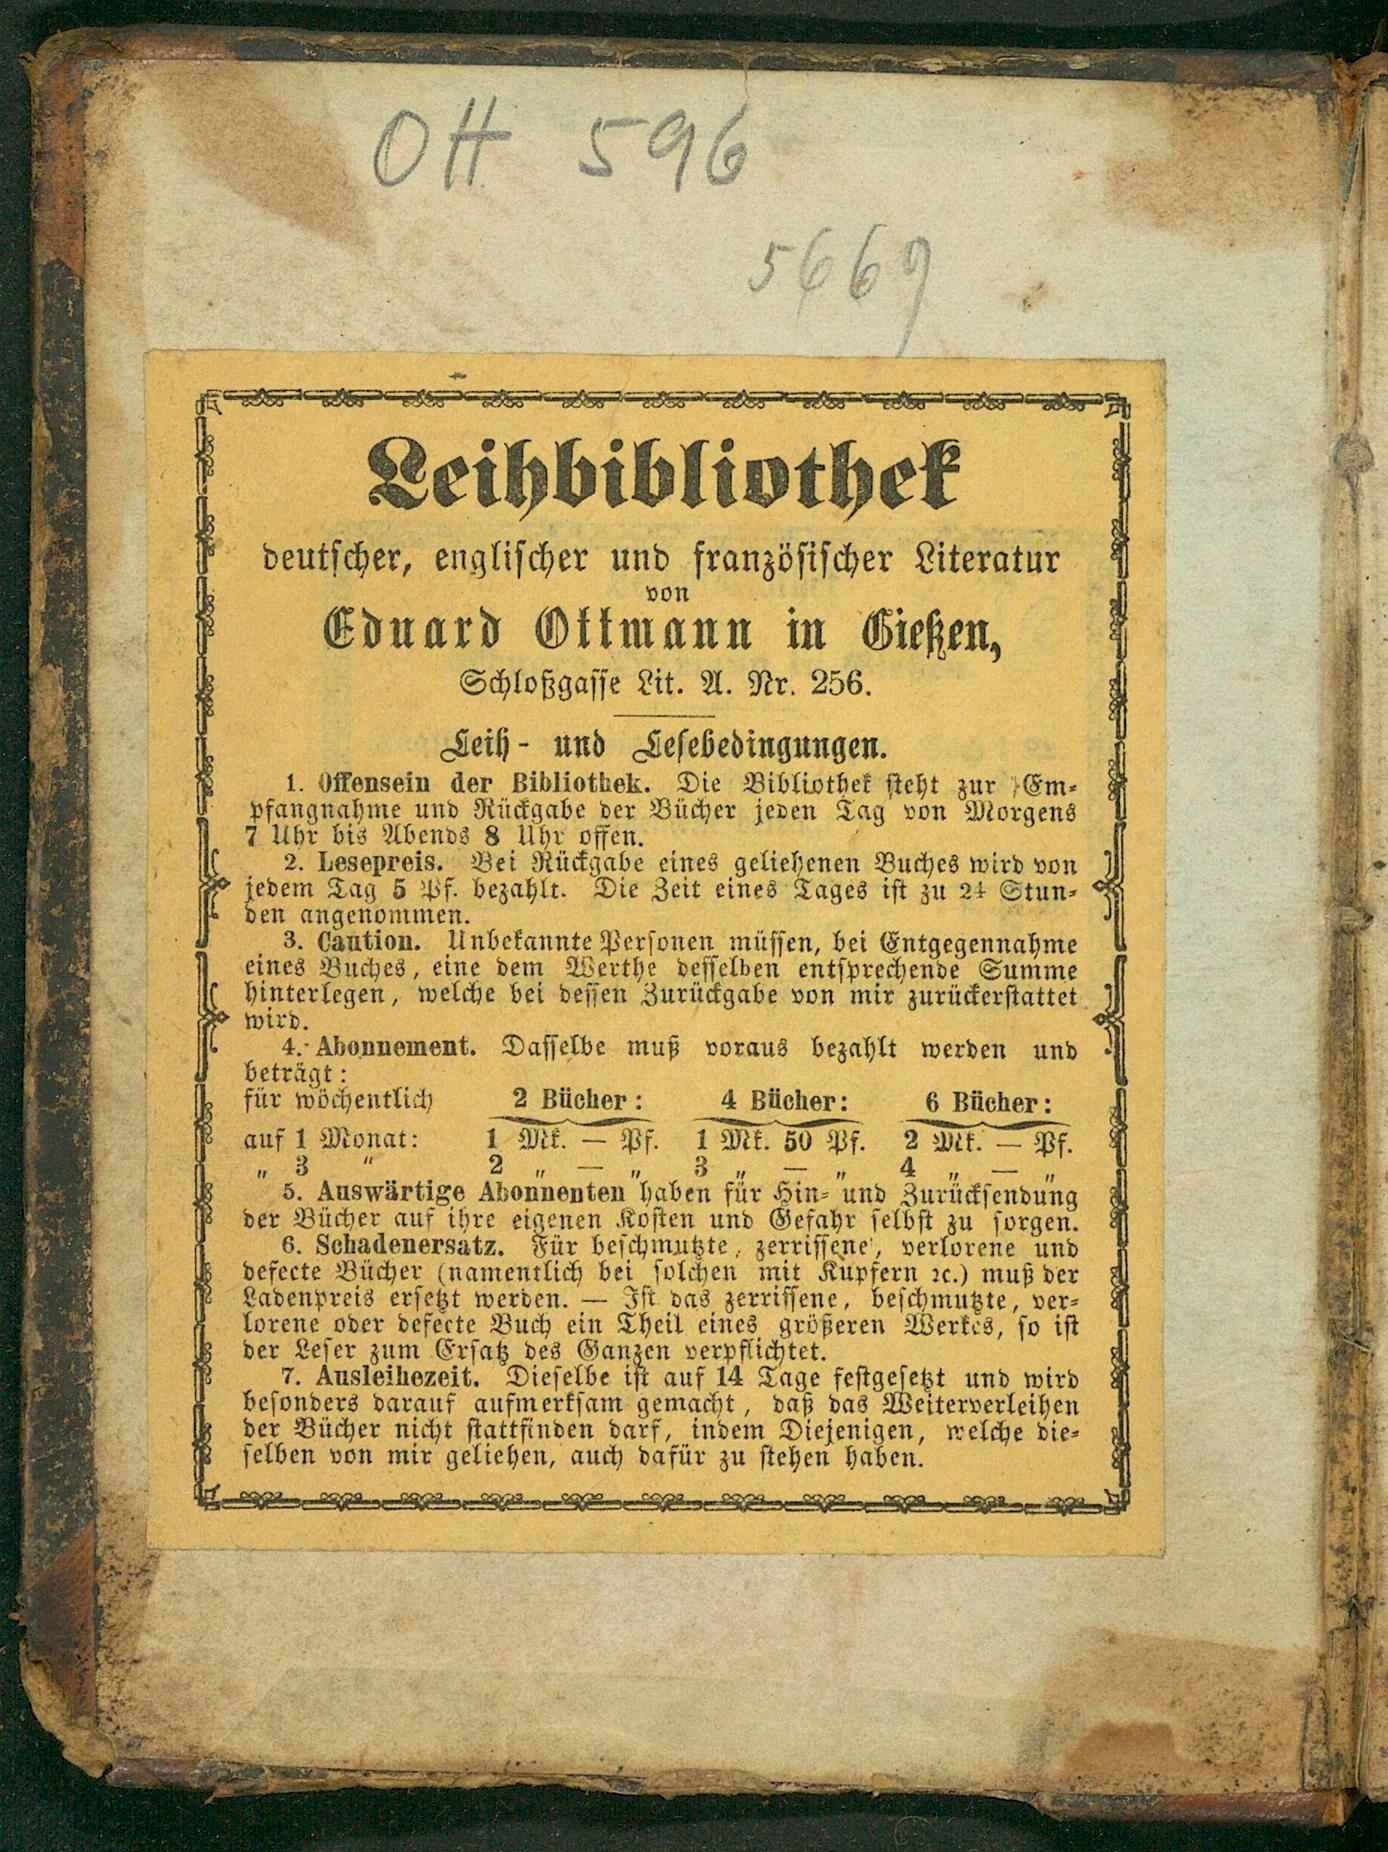 OH 596
5669
Leihbibliothek
deutscher, englischer und französischer Literatur
von
Eduard Ottmann in Gießen,
Schloßgasse Lit. A. Nr. 256.
Leih- und Lesebedingungen.
1. Offensein der Bibliothek. Die Bibliothek steht zur Em-
pfangnahme und Rückgabe der Bücher jeden Tag von Morgens
7 Uhr bis Abends 8 Uhr offen.
2. Lesepreis. Bei Rückgabe eines geliehenen Buches wird von
jedem Tag 5 Pf. bezahlt. Die Zeit eines Tages ist zu 24 Stun-
den angenommen.
3. Caution. Unbekannte Personen müssen, bei Entgegennahme
eines Buches, eine dem Werthe desselben entsprechende Summe
hinterlegen, welche bei dessen Zurückgabe von mir zurückerstattet
wird.
4. Abonnement. Dasselbe muß voraus bezahlt werden und
beträgt:
für wöchentlich 2 Bücher: 4 Bücher: 6 Bücher:
auf 1 Monat: 1 Mk. — Pf. 1 Mk. 50 Pf. 2 Mk. — Pf.
„ 3 „ 2 „ — „ 3 „ — „ 4 „ — „
5. Auswärtige Abonnenten haben für Hin- und Zurücksendung
der Bücher auf ihre eigenen Kosten und Gefahr selbst zu sorgen.
6. Schadenersatz. Für beschmutzte, zerrissene, verlorene und
defecte Bücher (namentlich bei solchen mit Kupfern ꝛc.) muß der
Ladenpreis ersetzt werden. — Ist das zerrissene, beschmutzte, ver-
lorene oder defecte Buch ein Theil eines größeren Werkes, so ist
der Leser zum Ersatz des Ganzen verpflichtet.
7. Ausleihezeit. Dieselbe ist auf 14 Tage festgesetzt und wird
besonders darauf aufmerksam gemacht, daß das Weiterverleihen
der Bücher nicht stattfinden darf, indem Diejenigen, welche die-
selben von mir geliehen, auch dafür zu stehen haben.